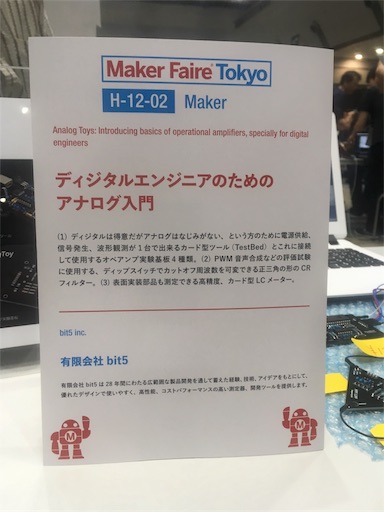 Maker Faire® Tokyo
H-12-02 Maker
Analog Toys: Introducing basics of operational amplifiers, specially for digital
engineers
ディジタルエンジニアのための
アナログ入門
(1) ディジタルは得意だがアナログはなじみがない、という方のために電源供給、
信号発生、波形観測が1台で出来るカード型ツール（TestBed）とこれに接続
して使用するオペアンプ実験基板4種類。(2) PWM音声合成などの評価試験
に使用する、ディップスイッチでカットオフ周波数を可変できる正三角の形のCR
フィルター。(3) 表面実装部品も測定できる高精度、カード型LCメーター。
bit5 inc.
有限会社 bit5
有限会社 bit5 は 28 年間にわたる広範囲な製品開発を通して蓄えた経験、技術、アイデアをもとにして、
優れたデザインで使いやすく、高性能、コストパフォーマンスの高い測定器、開発ツールを提供します。
M
M